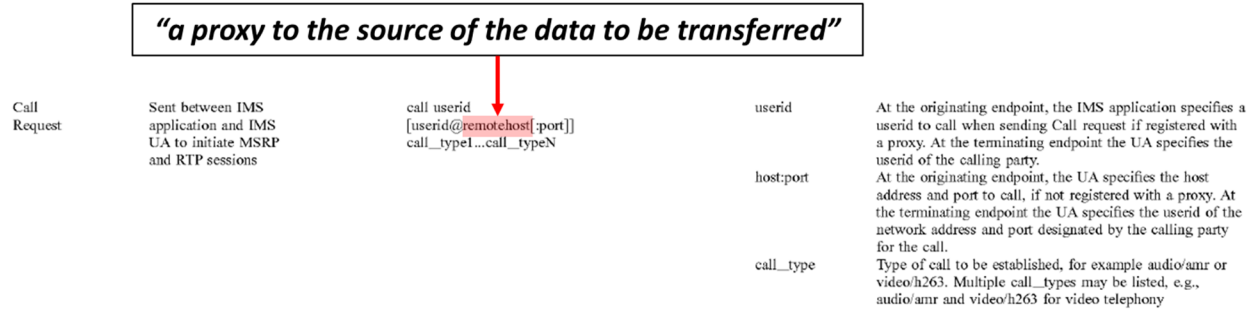 “a proxy to the source of the data to be transferred”
Call
Request
Sent between IMS
application and IMS
UA to initiate MSRP
and RTP sessions
call userid
[userid@remotehost[:port]]
call_type1...call_typeN
userid
At the originating endpoint, the IMS application specifies a
userid to call when sending Call request if registered with
a proxy. At the terminating endpoint the UA specifies the
userid of the calling party.
host:port
At the originating endpoint, the UA specifies the host
address and port to call, if not registered with a proxy. At
the terminating endpoint the UA specifies the userid of the
network address and port designated by the calling party
for the call.
call_type
Type of call to be established, for example audio/amr or
video/h263. Multiple call_types may be listed, e.g.,
audio/amr and video/h263 for video telephony